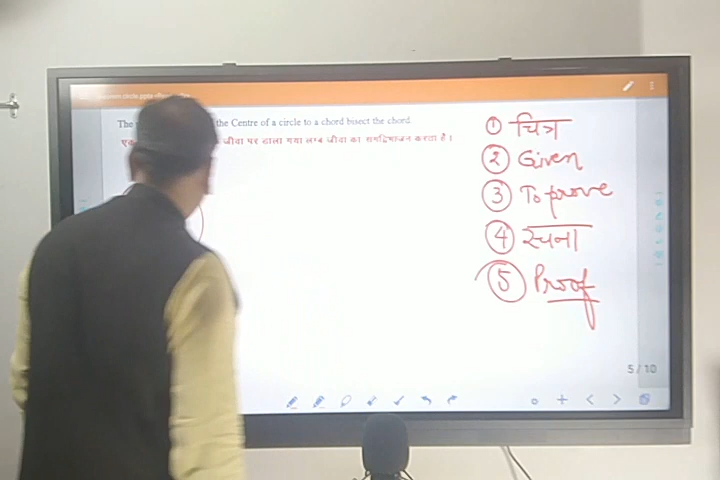 The the Centre of a circle to a chord bisect the chord
एक जीवा पर डाला गया लम्ब जीवा का समद्विभाजन करता है।
① चित्र
② Given
③ To prove
④ रचना
⑤ Proof
5/10